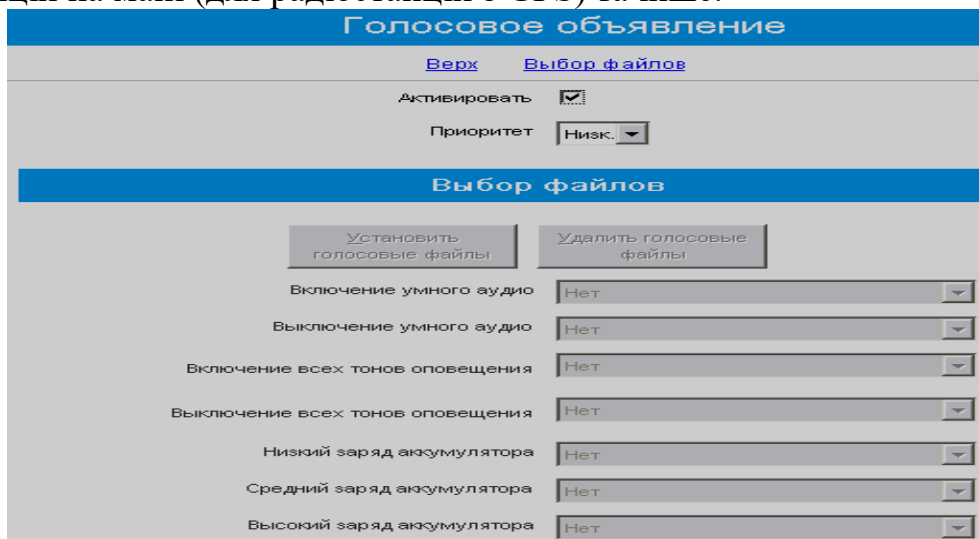 Голосовое объявление
Верх Выбор файлов
Активировать
Приоритет Низк.
Выбор файлов
Установить голосовые файлы Удалить голосовые файлы
Включение умного аудио Нет
Выключение умного аудио Нет
Включение всех тонов оповещения Нет
Выключение всех тонов оповещения Нет
Низкий заряд аккумулятора Нет
Средний заряд аккумулятора Нет
Высокий заряд аккумулятора Нет